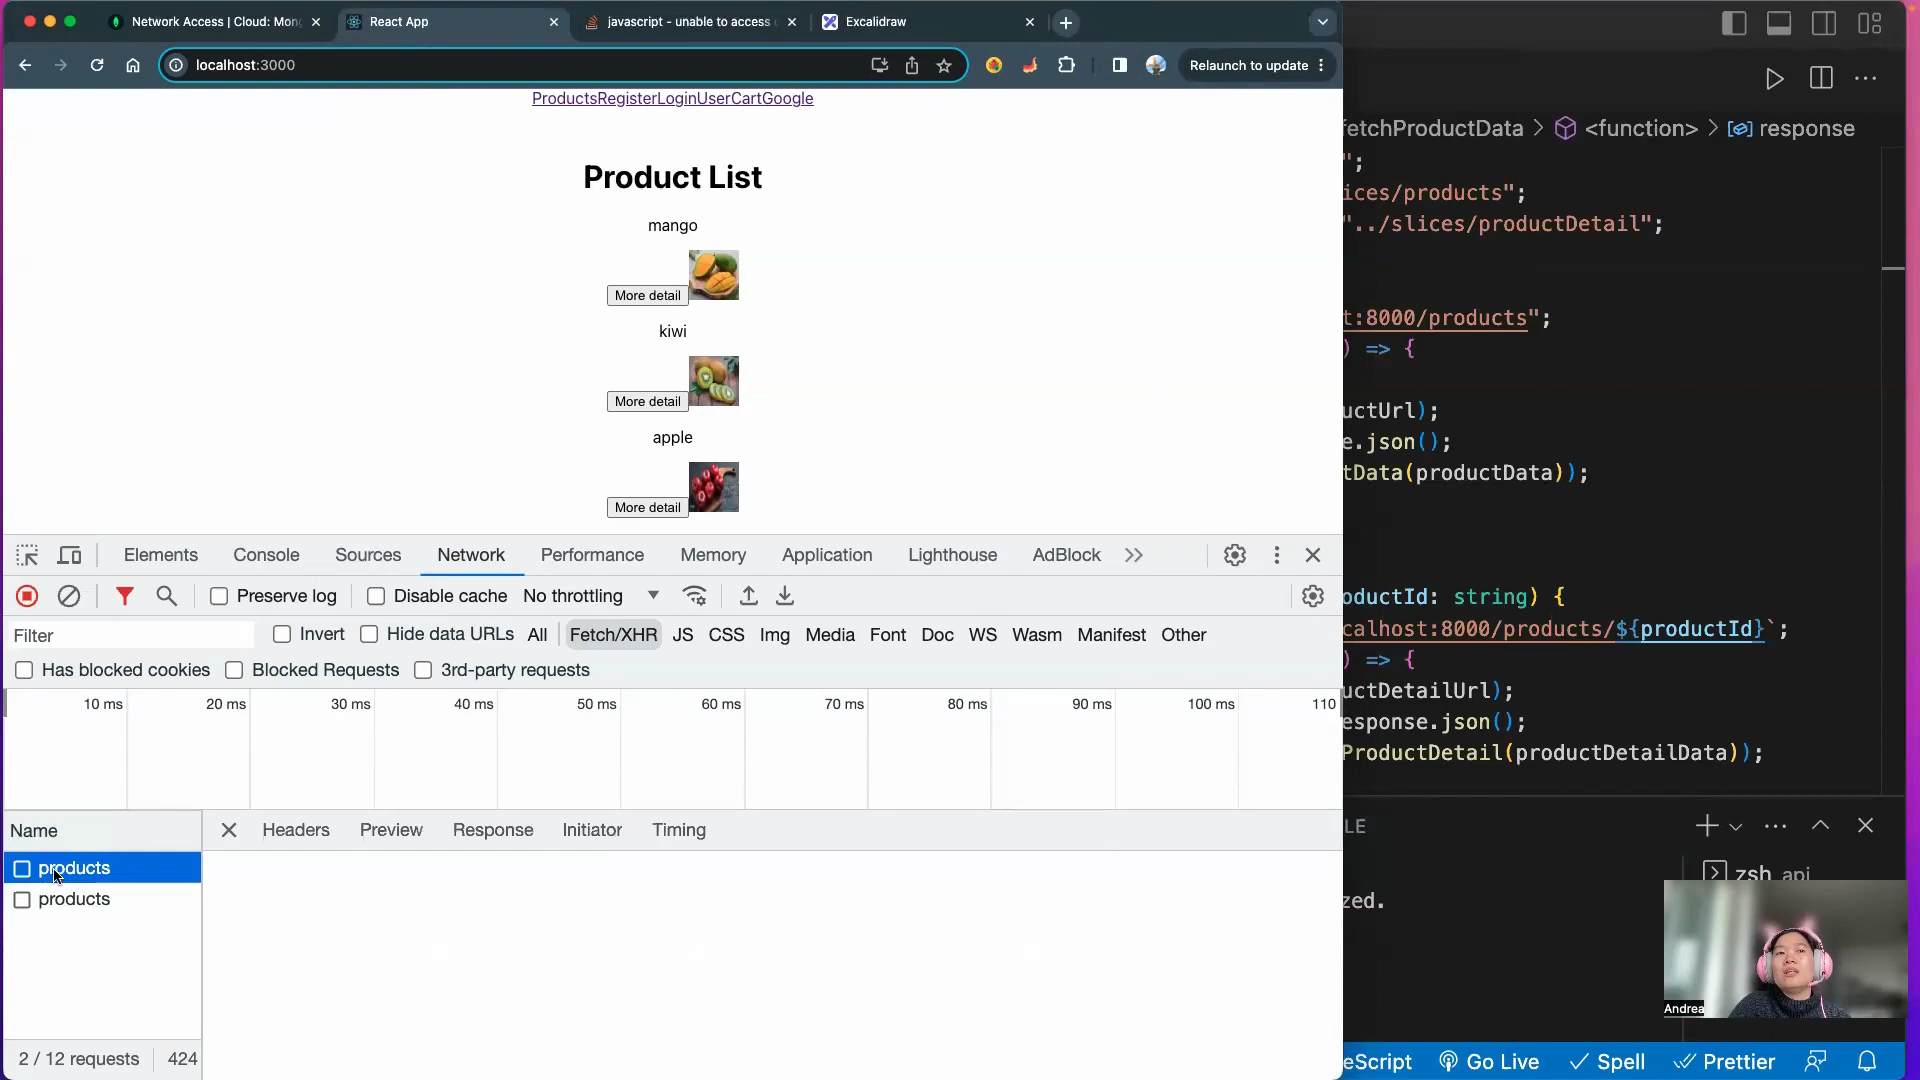 Network Access | Cloud: Mon
React App
javascript - unable to access
Excalidraw
localhost:3000
Relaunch to update
ProductsRegisterLoginUserCartGoogle
Product List
mango
More detail
kiwi
More detail
apple
More detail
Elements Console Sources Network Performance Memory Application Lighthouse AdBlock
Preserve log Disable cache No throttling
Filter Invert Hide data URLs All Fetch/XHR JS CSS Img Media Font Doc WS Wasm Manifest Other
Has blocked cookies Blocked Requests 3rd-party requests
10 ms 20 ms 30 ms 40 ms 50 ms 60 ms 70 ms 80 ms 90 ms 100 ms 110
Name
Headers Preview Response Initiator Timing
products
products
2 / 12 requests 424
fetchProductData > <function> > response
";
ices/products";
"../slices/productDetail";
t:8000/products";
) => {
uctUrl);
e.json();
tData(productData));
oductId: string) {
calhost:8000/products/${productId}`;
) => {
uctDetailUrl);
esponse.json();
ProductDetail(productDetailData));
LE
zsh api
zed.
Andrea
eScript Go Live Spell Prettier